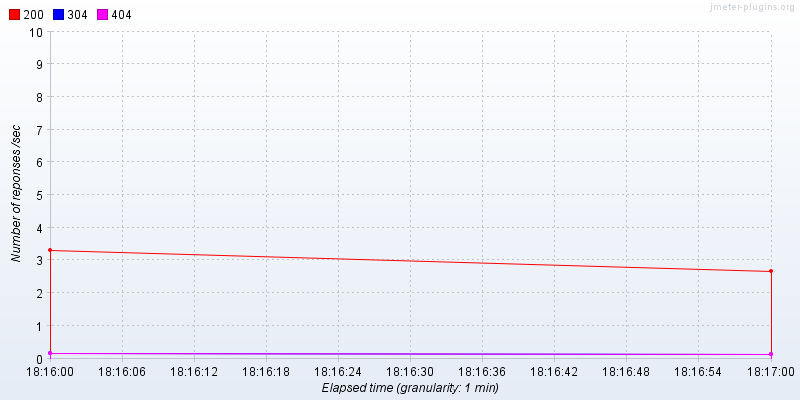 jmeter-plugins.org
200 304 404
10
9
8
7
6
5
4
3
2
1
0
Number of reponses /sec
18:16:00 18:16:06 18:16:12 18:16:18 18:16:24 18:16:30 18:16:36 18:16:42 18:16:48 18:16:54 18:17:00
Elapsed time (granularity: 1 min)